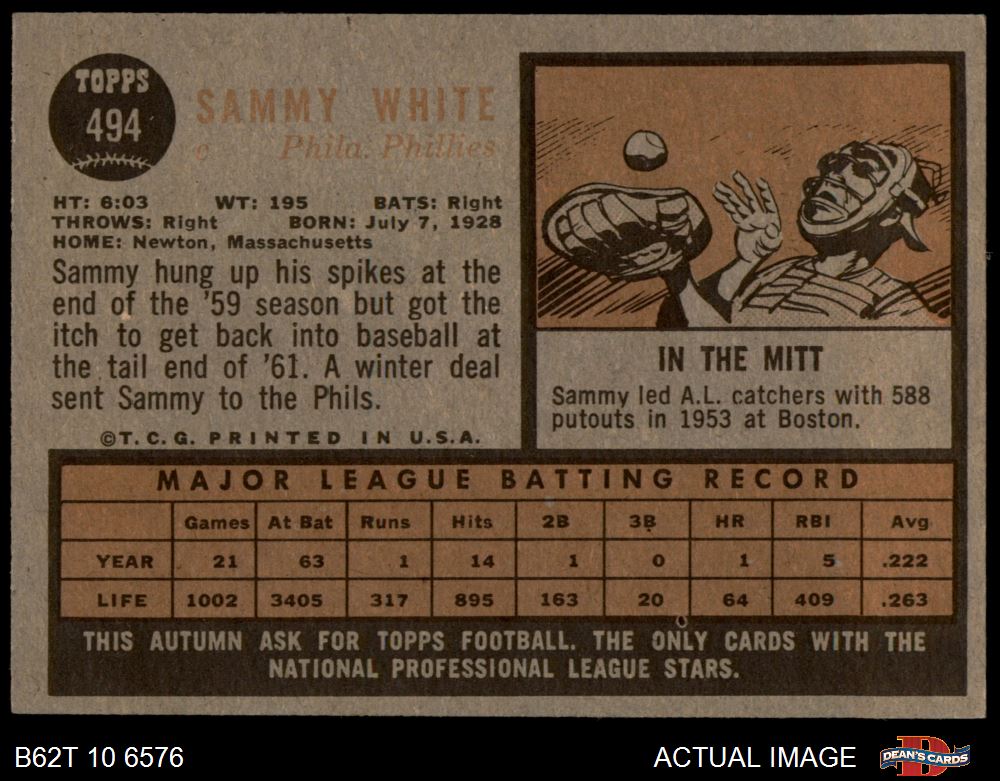 TOPPS
494
SAMMY WHITE
c Phila. Phillies
HT: 6:03 WT: 195 BATS: Right
THROWS: Right BORN: July 7, 1928
HOME: Newton, Massachusetts
Sammy hung up his spikes at the
end of the '59 season but got the
itch to get back into baseball at
the tail end of '61. A winter deal
sent Sammy to the Phils.
©T.C.G. PRINTED IN U.S.A.
IN THE MITT
Sammy led A.L. catchers with 588
putouts in 1953 at Boston.
MAJOR LEAGUE BATTING RECORD
Games At Bat Runs Hits 2B 3B HR RBI Avg
YEAR 21 63 1 14 1 0 1 5 .222
LIFE 1002 3405 317 895 163 20 64 409 .263
THIS AUTUMN ASK FOR TOPPS FOOTBALL. THE ONLY CARDS WITH THE
NATIONAL PROFESSIONAL LEAGUE STARS.
B62T 10 6576 ACTUAL IMAGE
D
DEAN'S CARDS